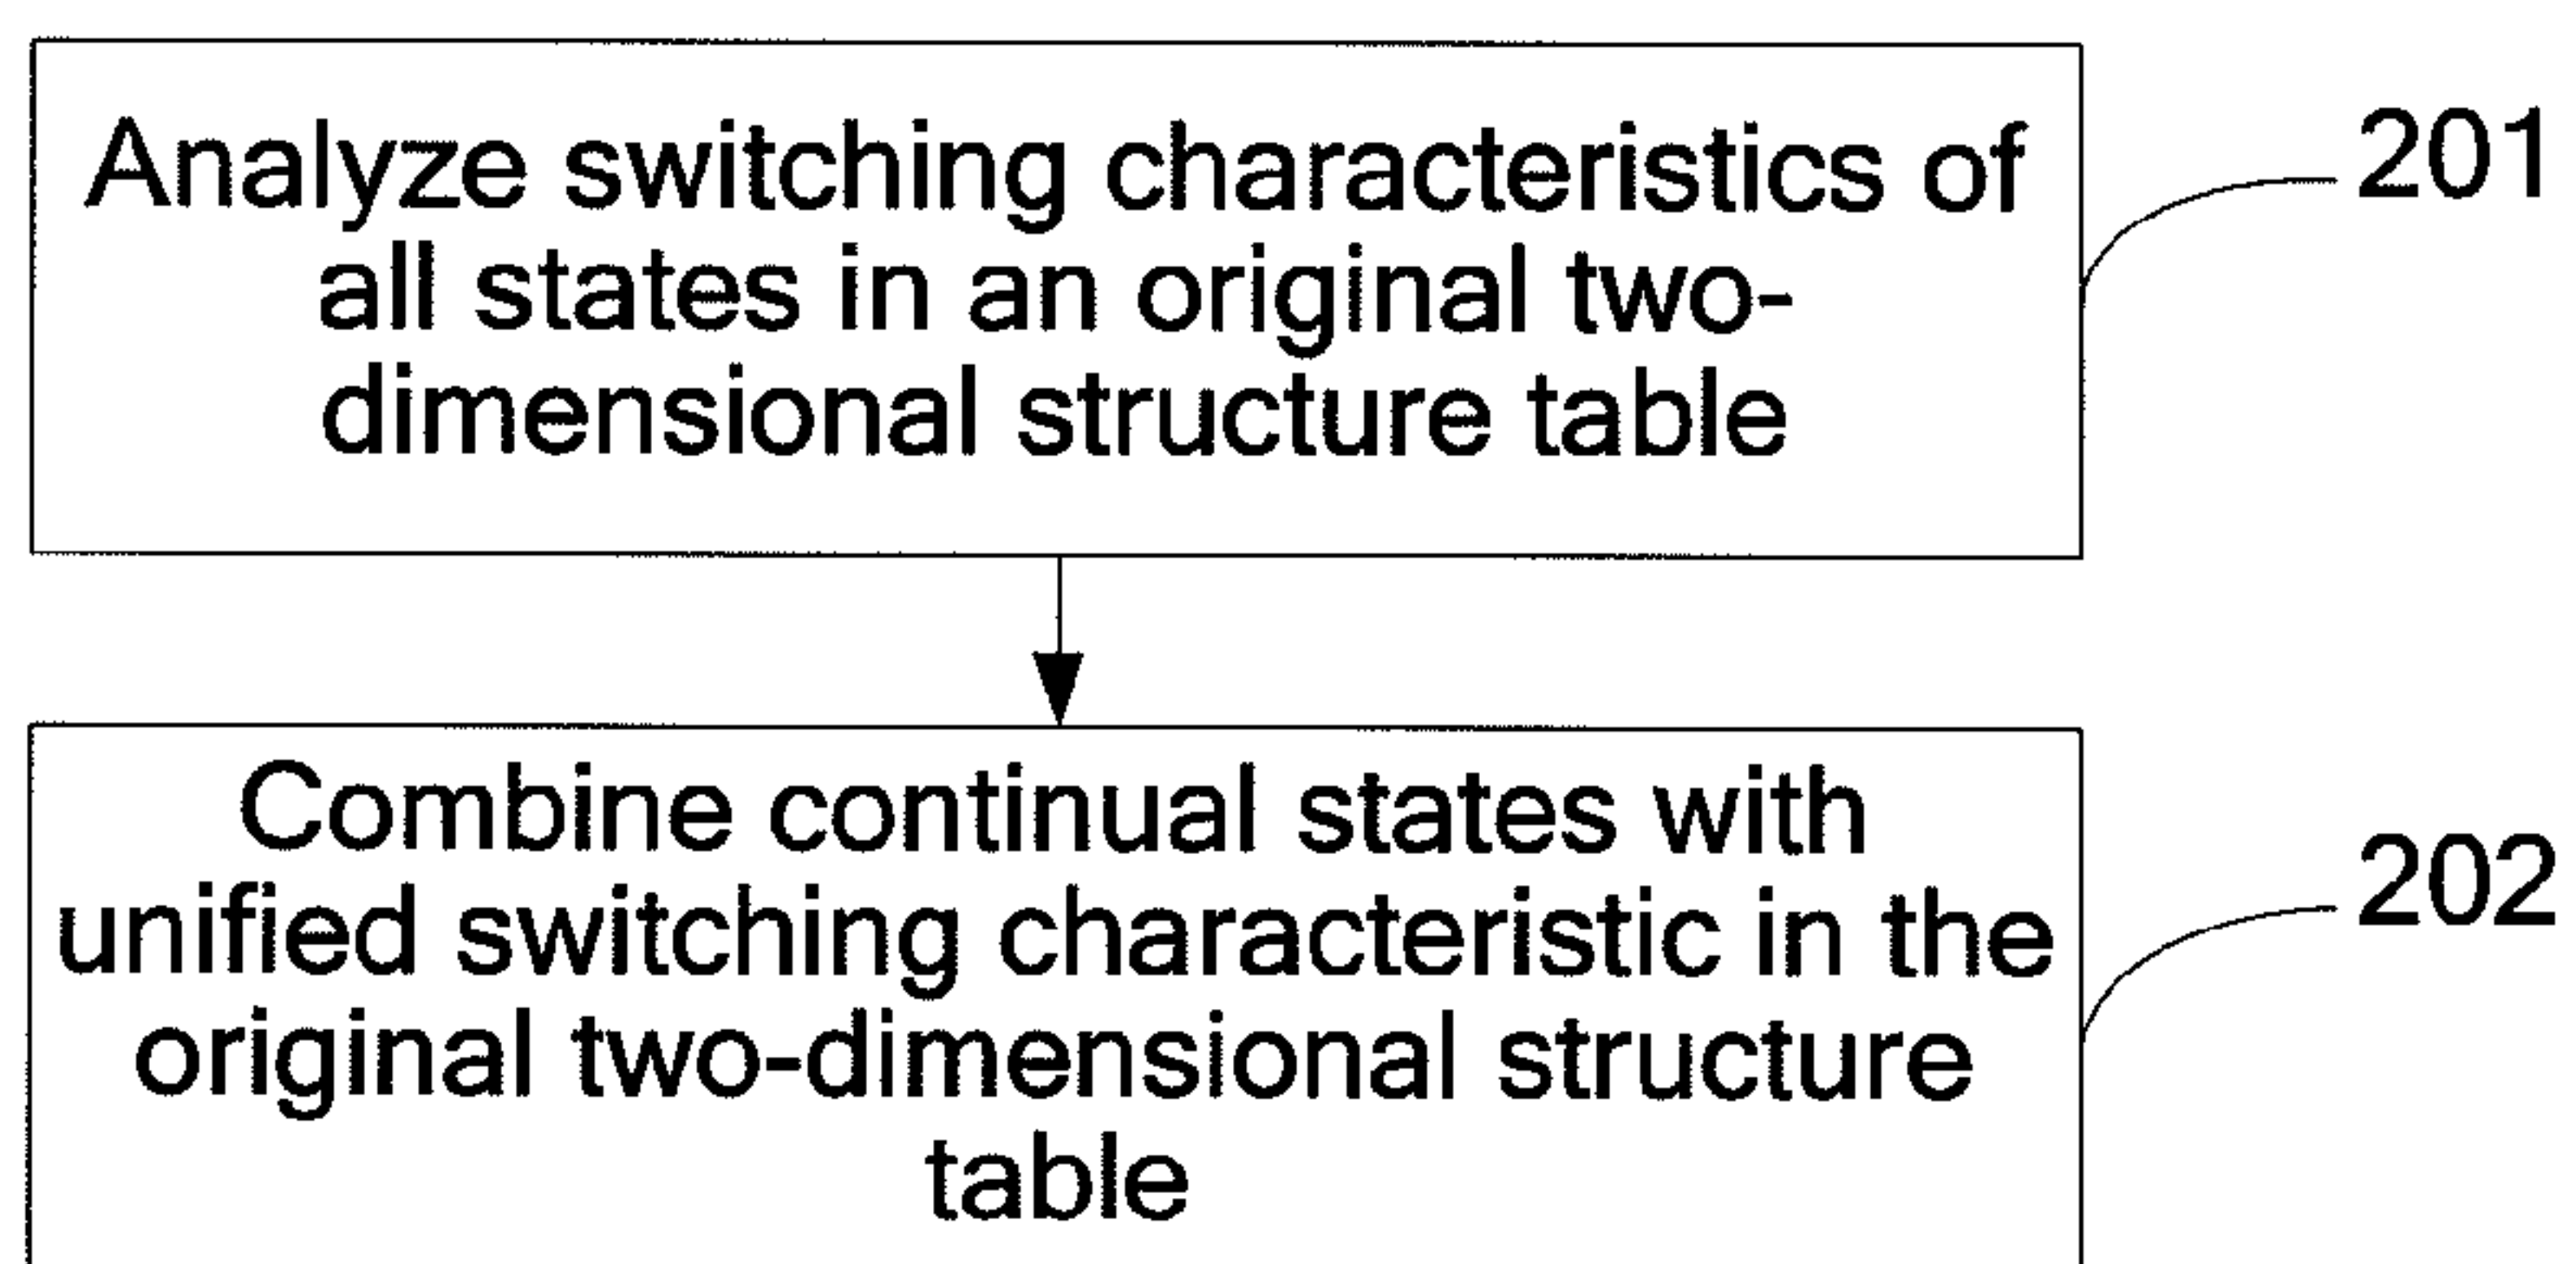 Analyze switching characteristics of
all states in an original two-
dimensional structure table
201
Combine continual states with
unified switching characteristic in the
original two-dimensional structure
table
202